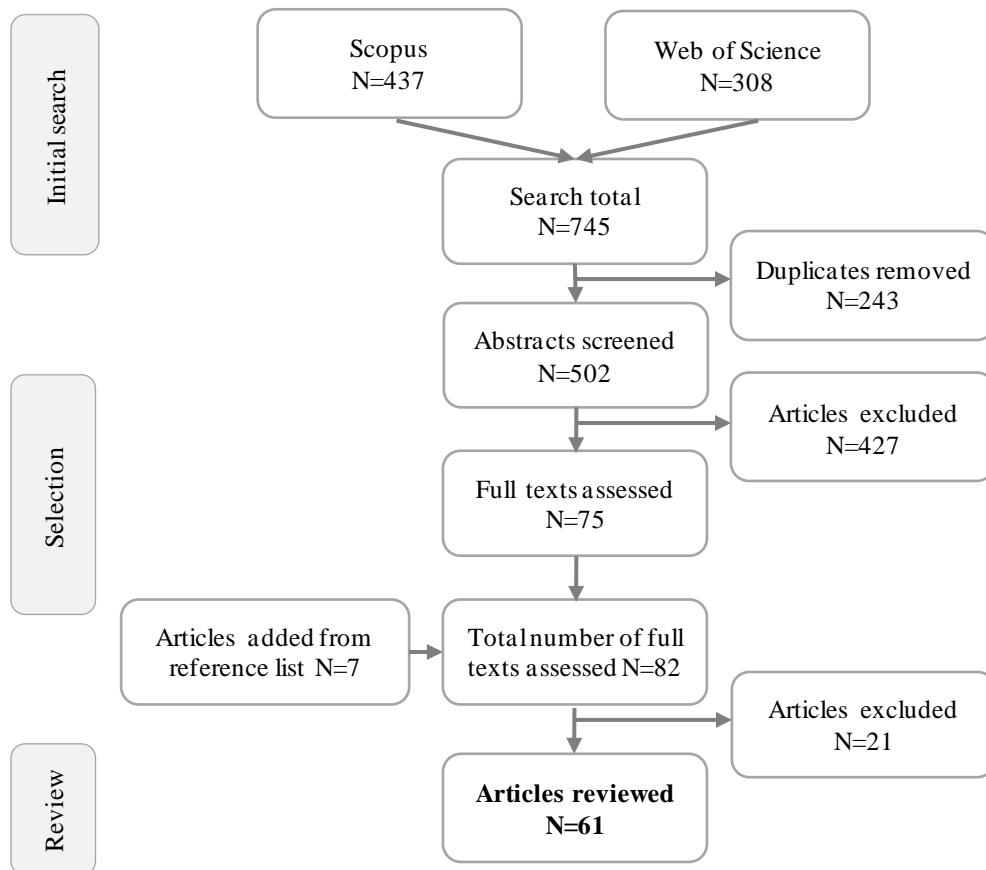 Initial search
Scopus
N=437
Web of Science
N=308
Search total
N=745
Duplicates removed
N=243
Abstracts screened
N=502
Selection
Articles excluded
N=427
Full texts assessed
N=75
Articles added from
reference list N=7
Total number of full
texts assessed N=82
Articles excluded
N=21
Review
Articles reviewed
N=61